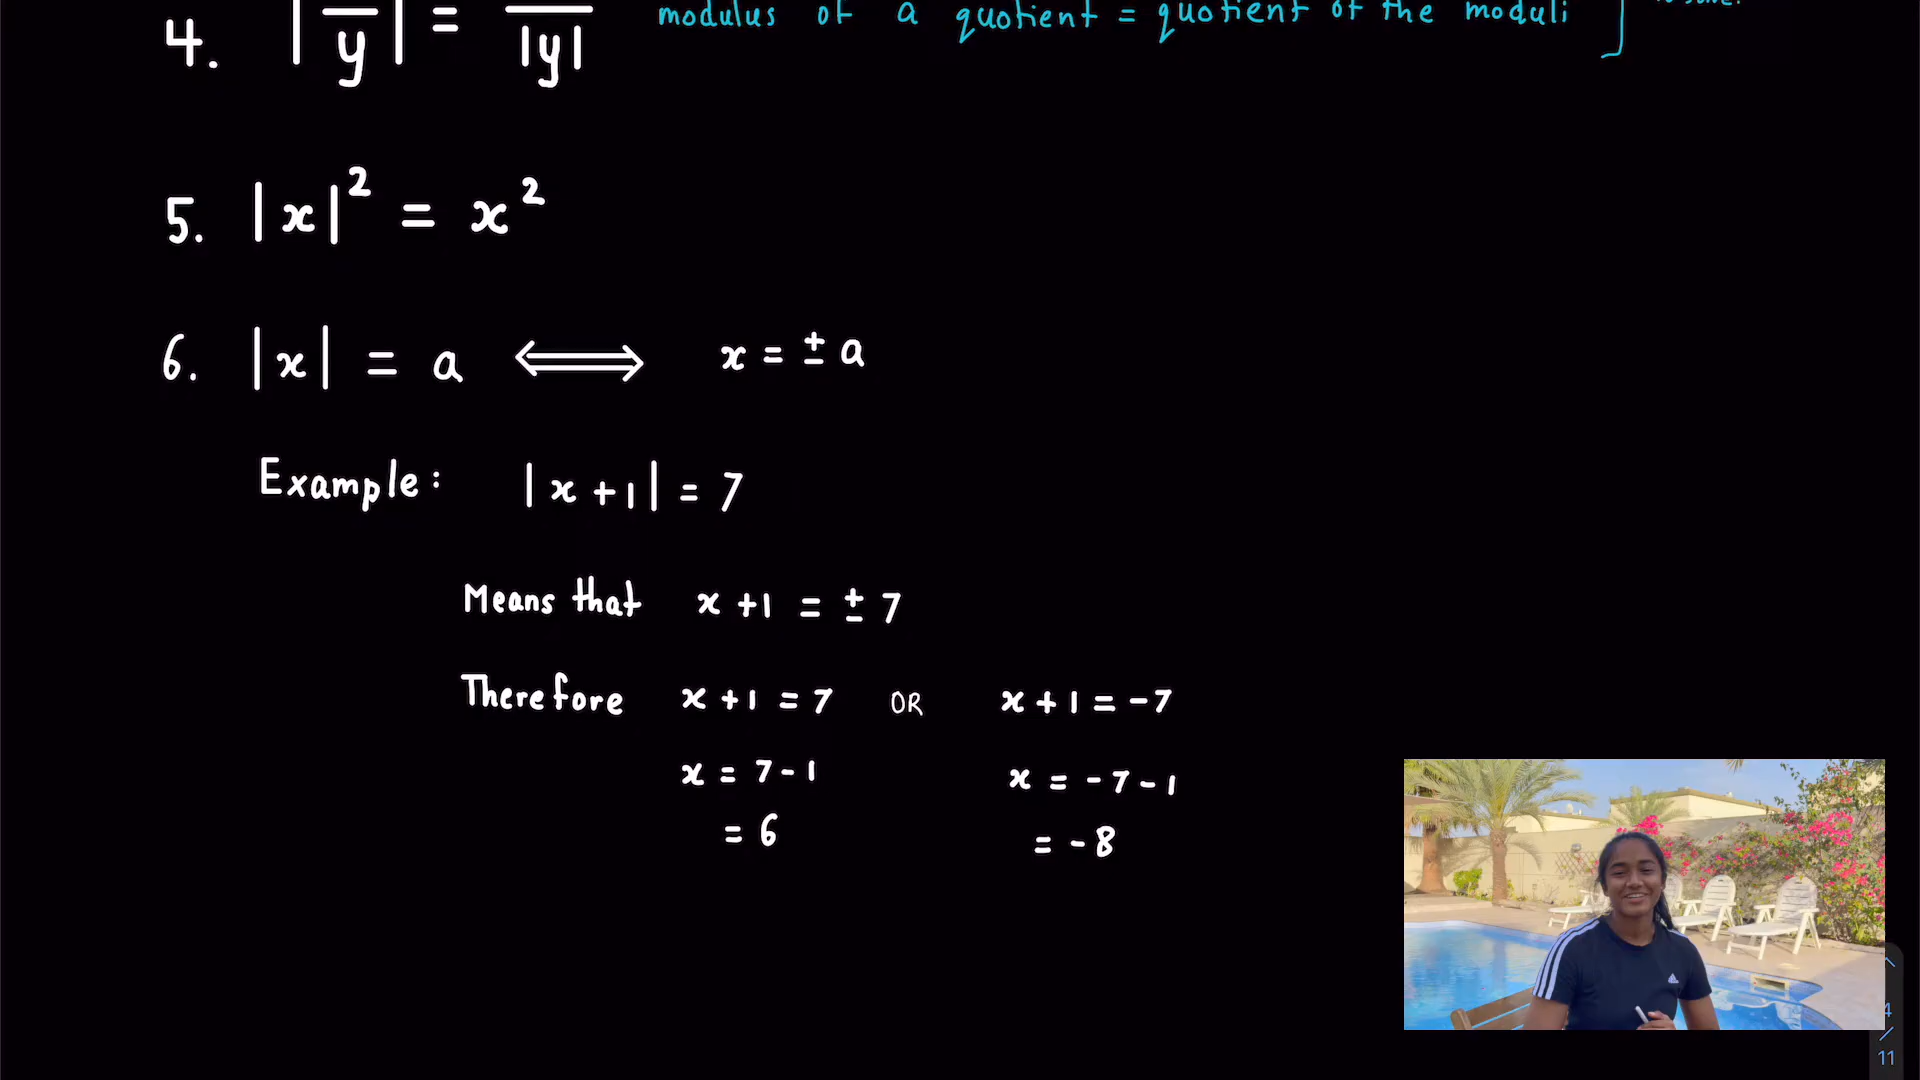 4. |‾/y| = ‾/|y| modulus of a quotient = quotient of the moduli
5. |x|² = x²
6. |x| = a ⟺ x = ± a
Example: |x+1| = 7
Means that x+1 = ± 7
Therefore x+1 = 7 OR x+1 = -7
x = 7-1 x = -7-1
= 6 = -8
4
/
11